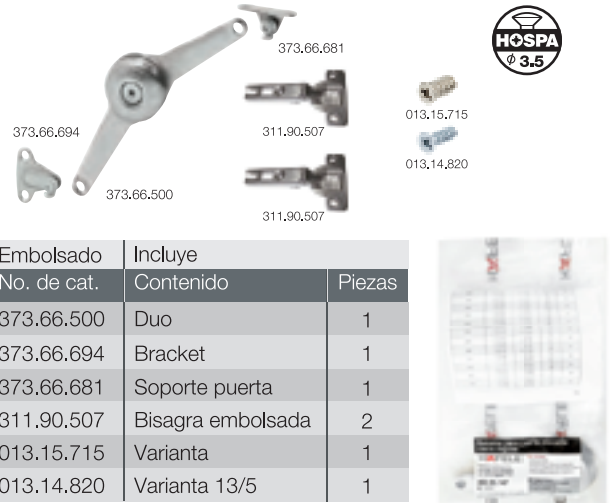 373.66.681
HOSPA
φ 3.5
013.15.715
373.66.694
311.90.507
013.14.820
373.66.500
311.90.507
Embolsado Incluye
No. de cat. Contenido Piezas
373.66.500 Duo 1
373.66.694 Bracket 1
373.66.681 Soporte puerta 1
311.90.507 Bisagra embolsada 2
013.15.715 Varianta 1
013.14.820 Varianta 13/5 1